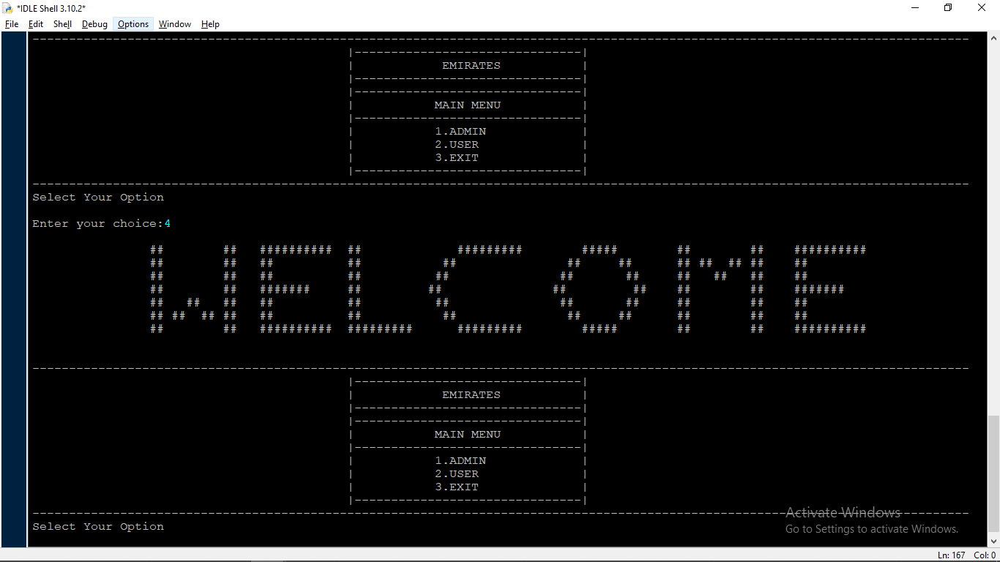 *IDLE Shell 3.10.2*
File Edit Shell Debug Options Window Help
EMIRATES
MAIN MENU
1.ADMIN
2.USER
3.EXIT
Select Your Option
Enter your choice:4
WELCOME
EMIRATES
MAIN MENU
1.ADMIN
2.USER
3.EXIT
Select Your Option
Activate Windows
Go to Settings to activate Windows.
Ln: 167 Col: 0